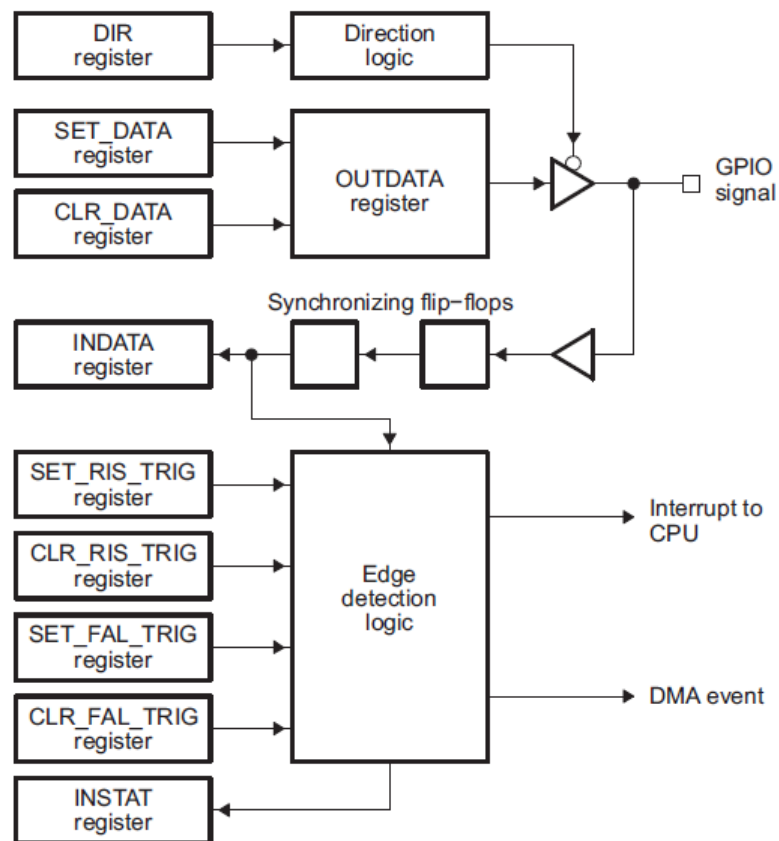 DIR
register
Direction
logic
SET_DATA
register
CLR_DATA
register
OUTDATA
register
GPIO
signal
Synchronizing flip−flops
INDATA
register
SET_RIS_TRIG
register
CLR_RIS_TRIG
register
SET_FAL_TRIG
register
CLR_FAL_TRIG
register
INSTAT
register
Edge
detection
logic
Interrupt to
CPU
DMA event